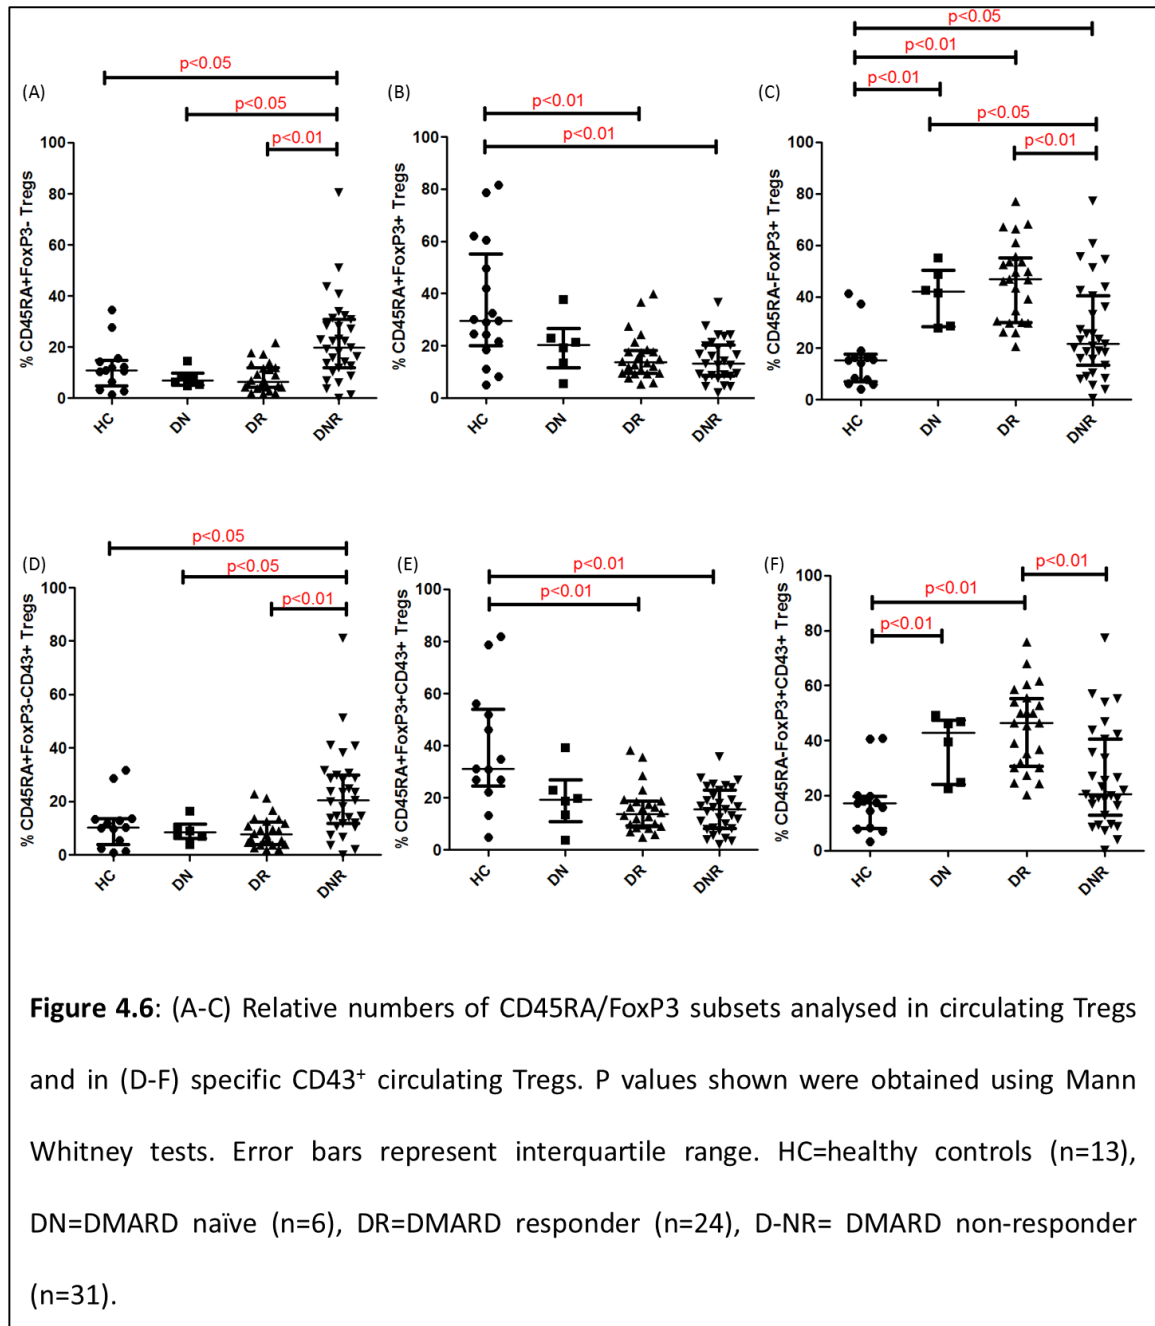 p<0.05
p<0.01
p<0.05
p<0.01
(A)
p<0.05
(B)
p<0.01
(C)
p<0.05
p<0.01
p<0.01
p<0.01
% CD45RA+FoxP3- Tregs
100
80
60
40
20
0
HC
DN
DR
DNR
% CD45RA+FoxP3+ Tregs
100
80
60
40
20
0
HC
DN
DR
DNR
% CD45RA-FoxP3+ Tregs
100
80
60
40
20
0
HC
DN
DR
DNR
p<0.05
(D)
p<0.05
p<0.01
(E)
p<0.01
p<0.01
(F)
p<0.01
p<0.01
p<0.01
% CD45RA+FoxP3-CD43+ Tregs
100
80
60
40
20
0
HC
DN
DR
DNR
% CD45RA+FoxP3+CD43+ Tregs
100
80
60
40
20
0
HC
DN
DR
DNR
% CD45RA-FoxP3+CD43+ Tregs
100
80
60
40
20
0
HC
DN
DR
DNR
Figure 4.6: (A-C) Relative numbers of CD45RA/FoxP3 subsets analysed in circulating Tregs
and in (D-F) specific CD43⁺ circulating Tregs. P values shown were obtained using Mann
Whitney tests. Error bars represent interquartile range. HC=healthy controls (n=13),
DN=DMARD naïve (n=6), DR=DMARD responder (n=24), D-NR= DMARD non-responder
(n=31).